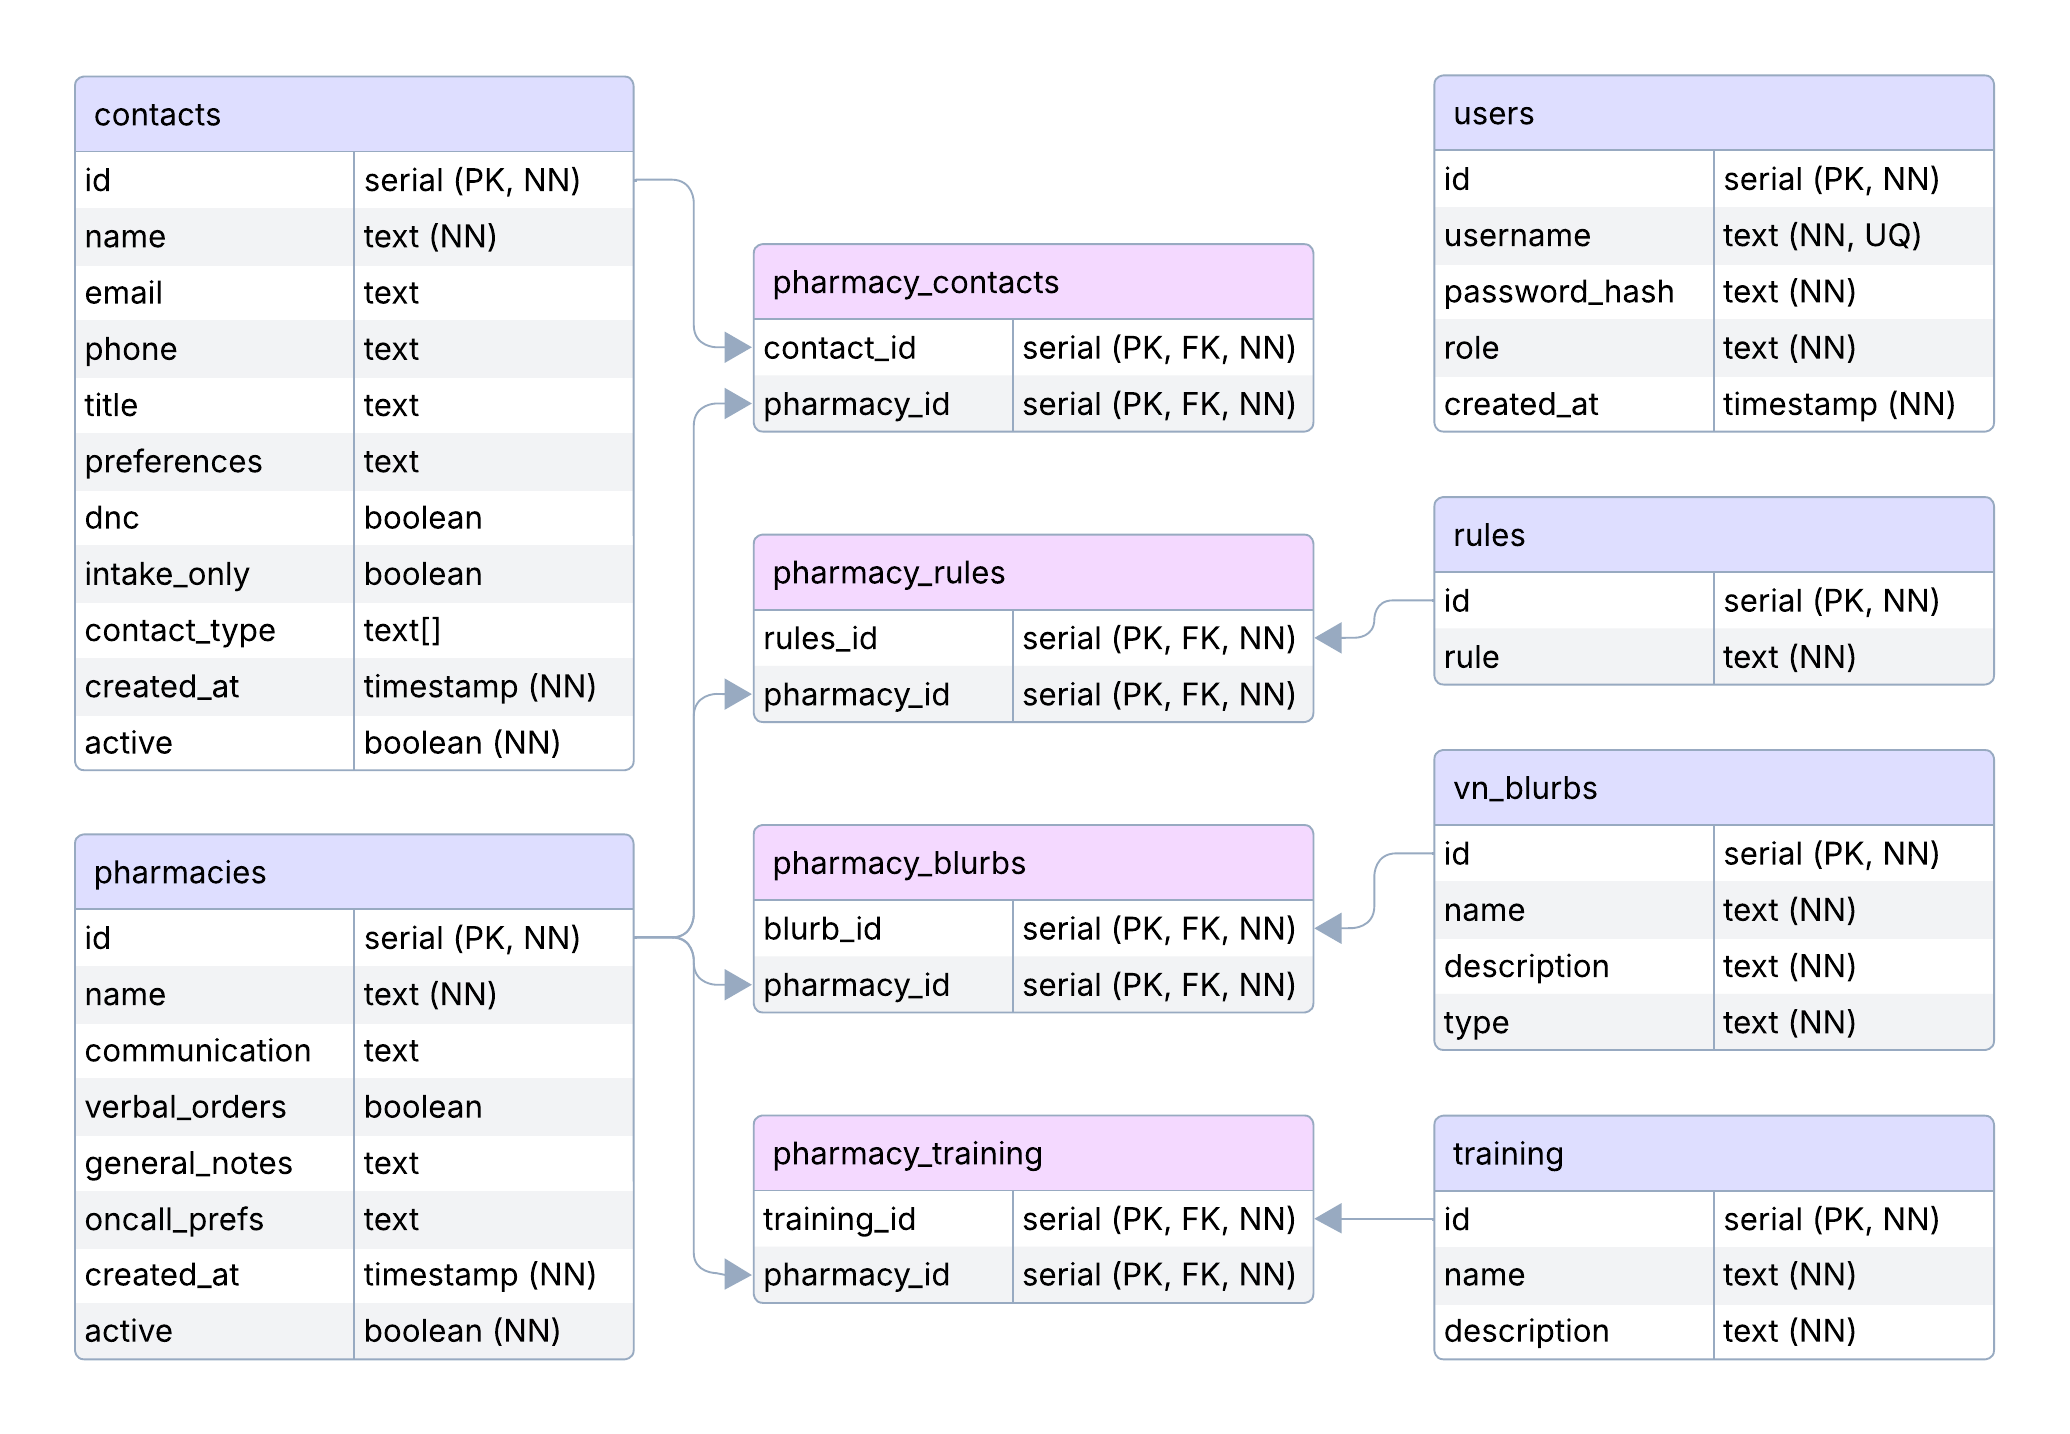 contacts
id serial (PK, NN)
name text (NN)
email text
phone text
title text
preferences text
dnc boolean
intake_only boolean
contact_type text[]
created_at timestamp (NN)
active boolean (NN)
pharmacies
id serial (PK, NN)
name text (NN)
communication text
verbal_orders boolean
general_notes text
oncall_prefs text
created_at timestamp (NN)
active boolean (NN)
pharmacy_contacts
contact_id serial (PK, FK, NN)
pharmacy_id serial (PK, FK, NN)
pharmacy_rules
rules_id serial (PK, FK, NN)
pharmacy_id serial (PK, FK, NN)
pharmacy_blurbs
blurb_id serial (PK, FK, NN)
pharmacy_id serial (PK, FK, NN)
pharmacy_training
training_id serial (PK, FK, NN)
pharmacy_id serial (PK, FK, NN)
users
id serial (PK, NN)
username text (NN, UQ)
password_hash text (NN)
role text (NN)
created_at timestamp (NN)
rules
id serial (PK, NN)
rule text (NN)
vn_blurbs
id serial (PK, NN)
name text (NN)
description text (NN)
type text (NN)
training
id serial (PK, NN)
name text (NN)
description text (NN)